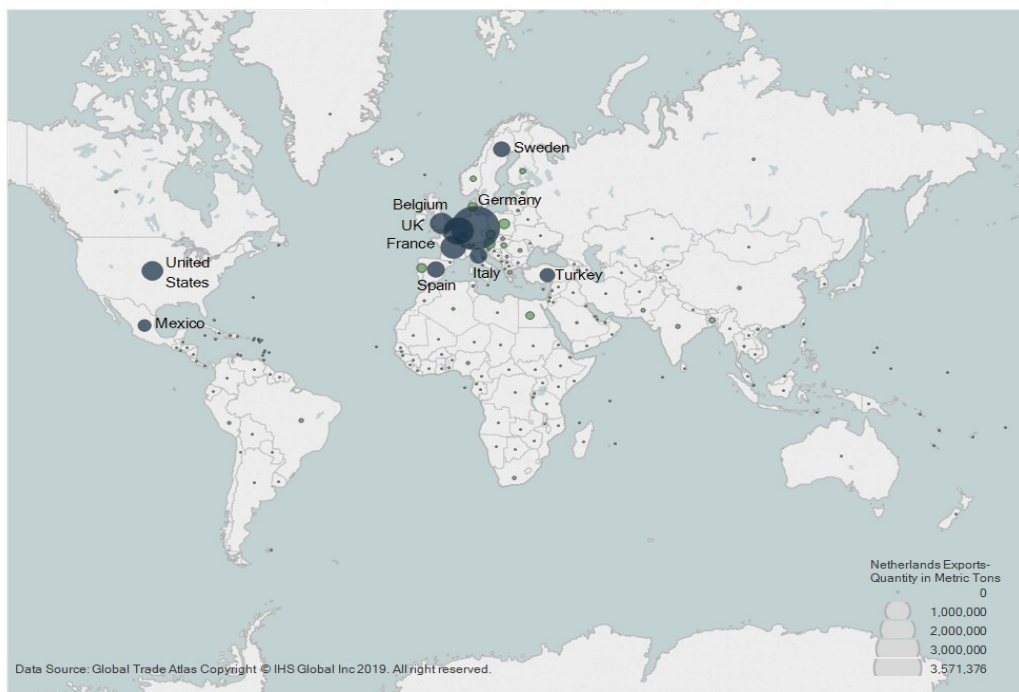 Sweden
Belgium
Germany
UK
France
Italy
Turkey
Spain
United
States
Mexico
Netherlands Exports-
Quantity in Metric Tons
0
1,000,000
2,000,000
3,000,000
3,571,376
Data Source: Global Trade Atlas Copyright © IHS Global Inc 2019. All right reserved.